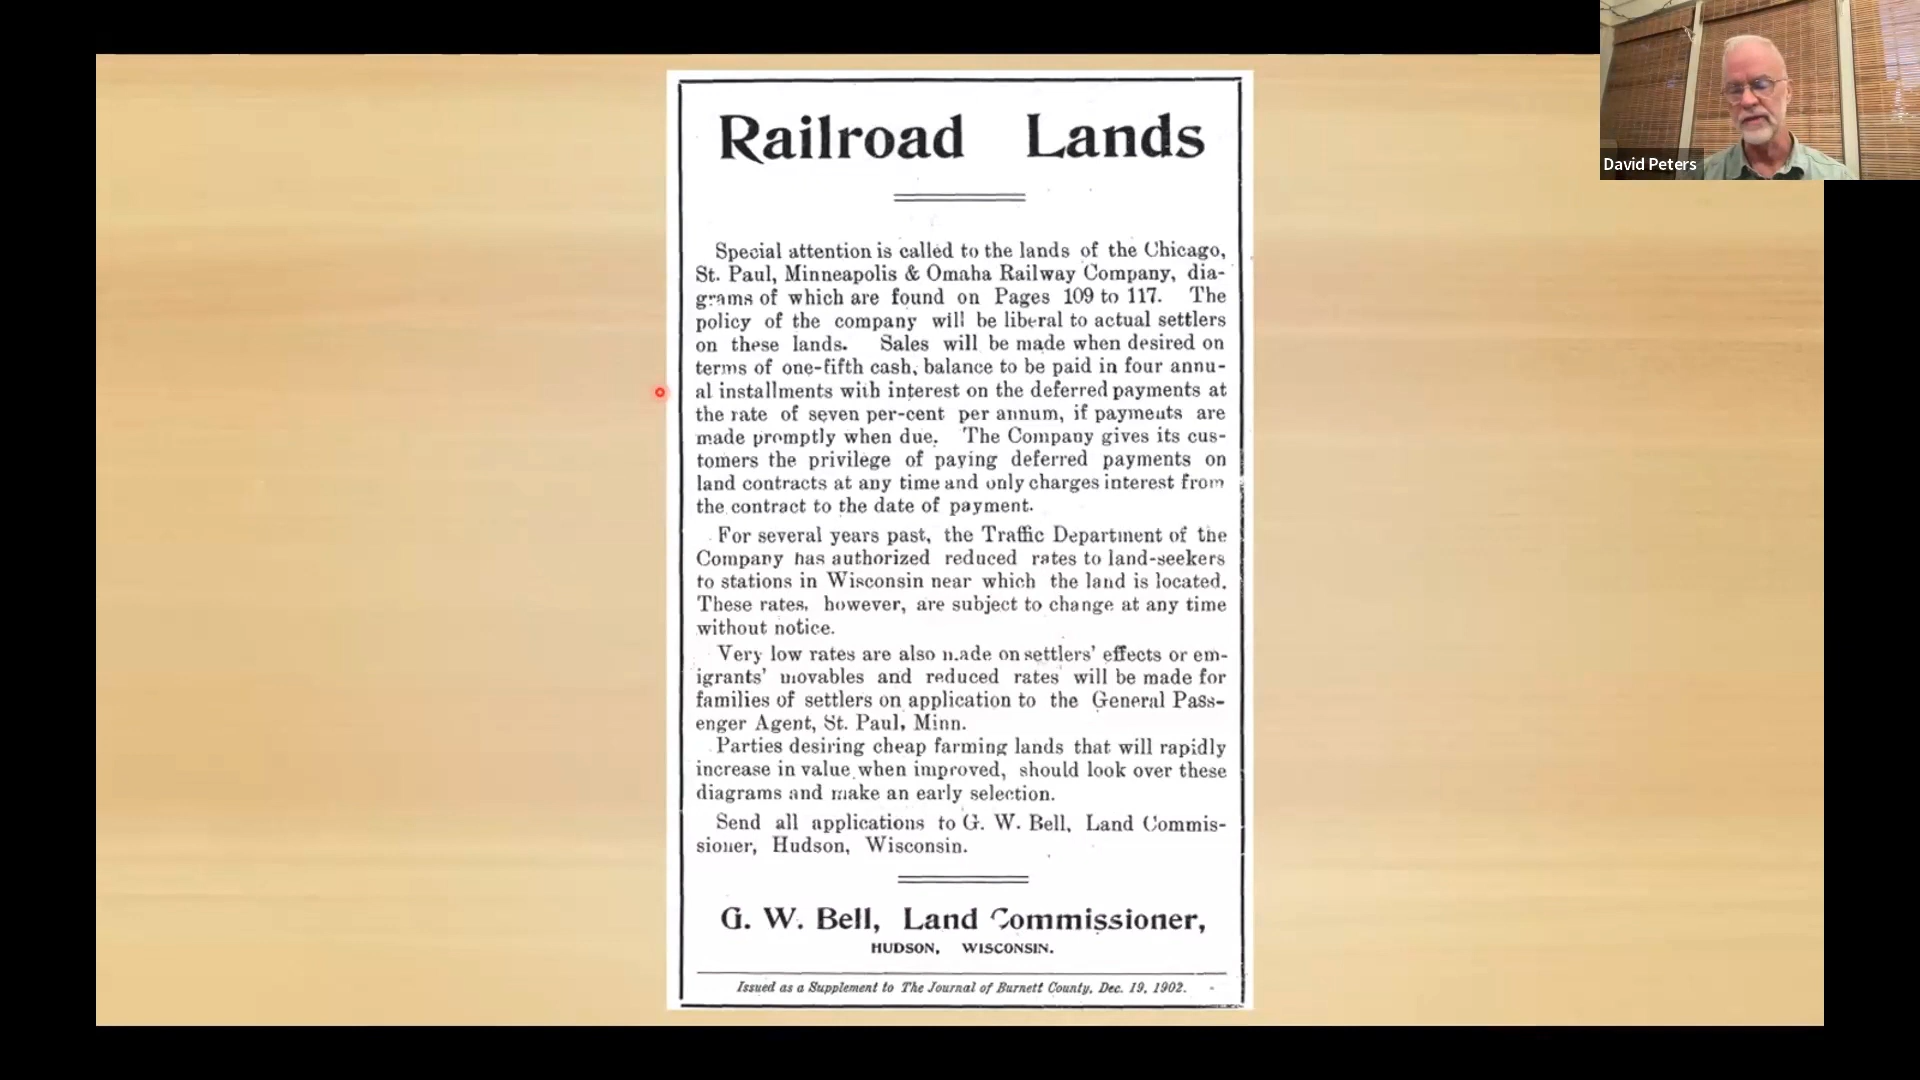 Railroad Lands
Special attention is called to the lands of the Chicago,
St. Paul, Minneapolis & Omaha Railway Company, dia-
grams of which are found on Pages 109 to 117. The
policy of the company will be liberal to actual settlers
on these lands. Sales will be made when desired on
terms of one-fifth cash, balance to be paid in four annu-
al installments with interest on the deferred payments at
the rate of seven per-cent per annum, if payments are
made promptly when due. The Company gives its cus-
tomers the privilege of paying deferred payments on
land contracts at any time and only charges interest from
the contract to the date of payment.
For several years past, the Traffic Department of the
Company has authorized reduced rates to land-seekers
to stations in Wisconsin near which the land is located.
These rates, however, are subject to change at any time
without notice.
Very low rates are also made on settlers' effects or em-
igrants' movables and reduced rates will be made for
families of settlers on application to the General Pass-
enger Agent, St. Paul, Minn.
Parties desiring cheap farming lands that will rapidly
increase in value when improved, should look over these
diagrams and make an early selection.
Send all applications to G. W. Bell, Land Commis-
sioner, Hudson, Wisconsin.
G. W. Bell, Land Commissioner,
HUDSON, WISCONSIN.
Issued as a Supplement to The Journal of Burnett County, Dec. 19, 1902.
David Peters